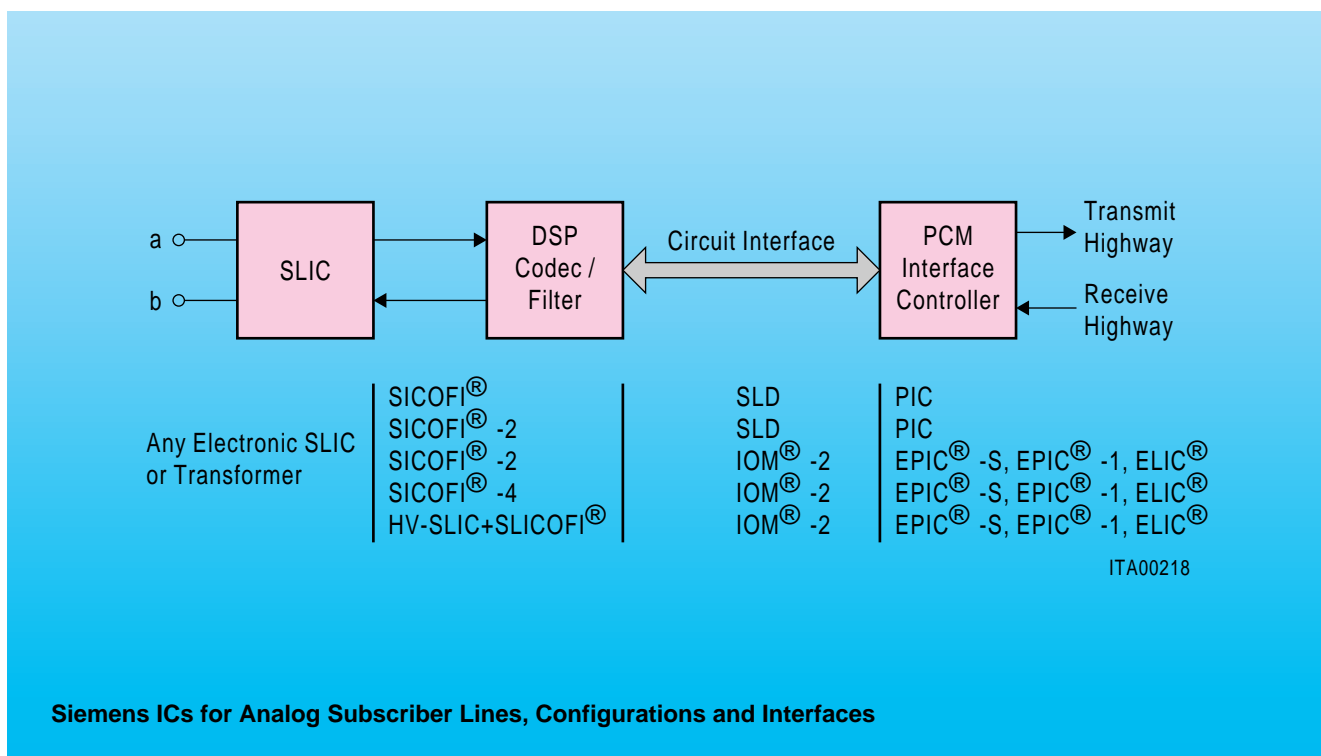 a
b
SLIC
DSP
Codec /
Filter
Circuit Interface
PCM
Interface
Controller
Transmit
Highway
Receive
Highway
Any Electronic SLIC
or Transformer
SICOFI®
SICOFI® -2
SICOFI® -2
SICOFI® -4
HV-SLIC+SLICOFI®
SLD
SLD
IOM® -2
IOM® -2
IOM® -2
PIC
PIC
EPIC® -S, EPIC® -1, ELIC®
EPIC® -S, EPIC® -1, ELIC®
EPIC® -S, EPIC® -1, ELIC®
ITA00218
Siemens ICs for Analog Subscriber Lines, Configurations and Interfaces